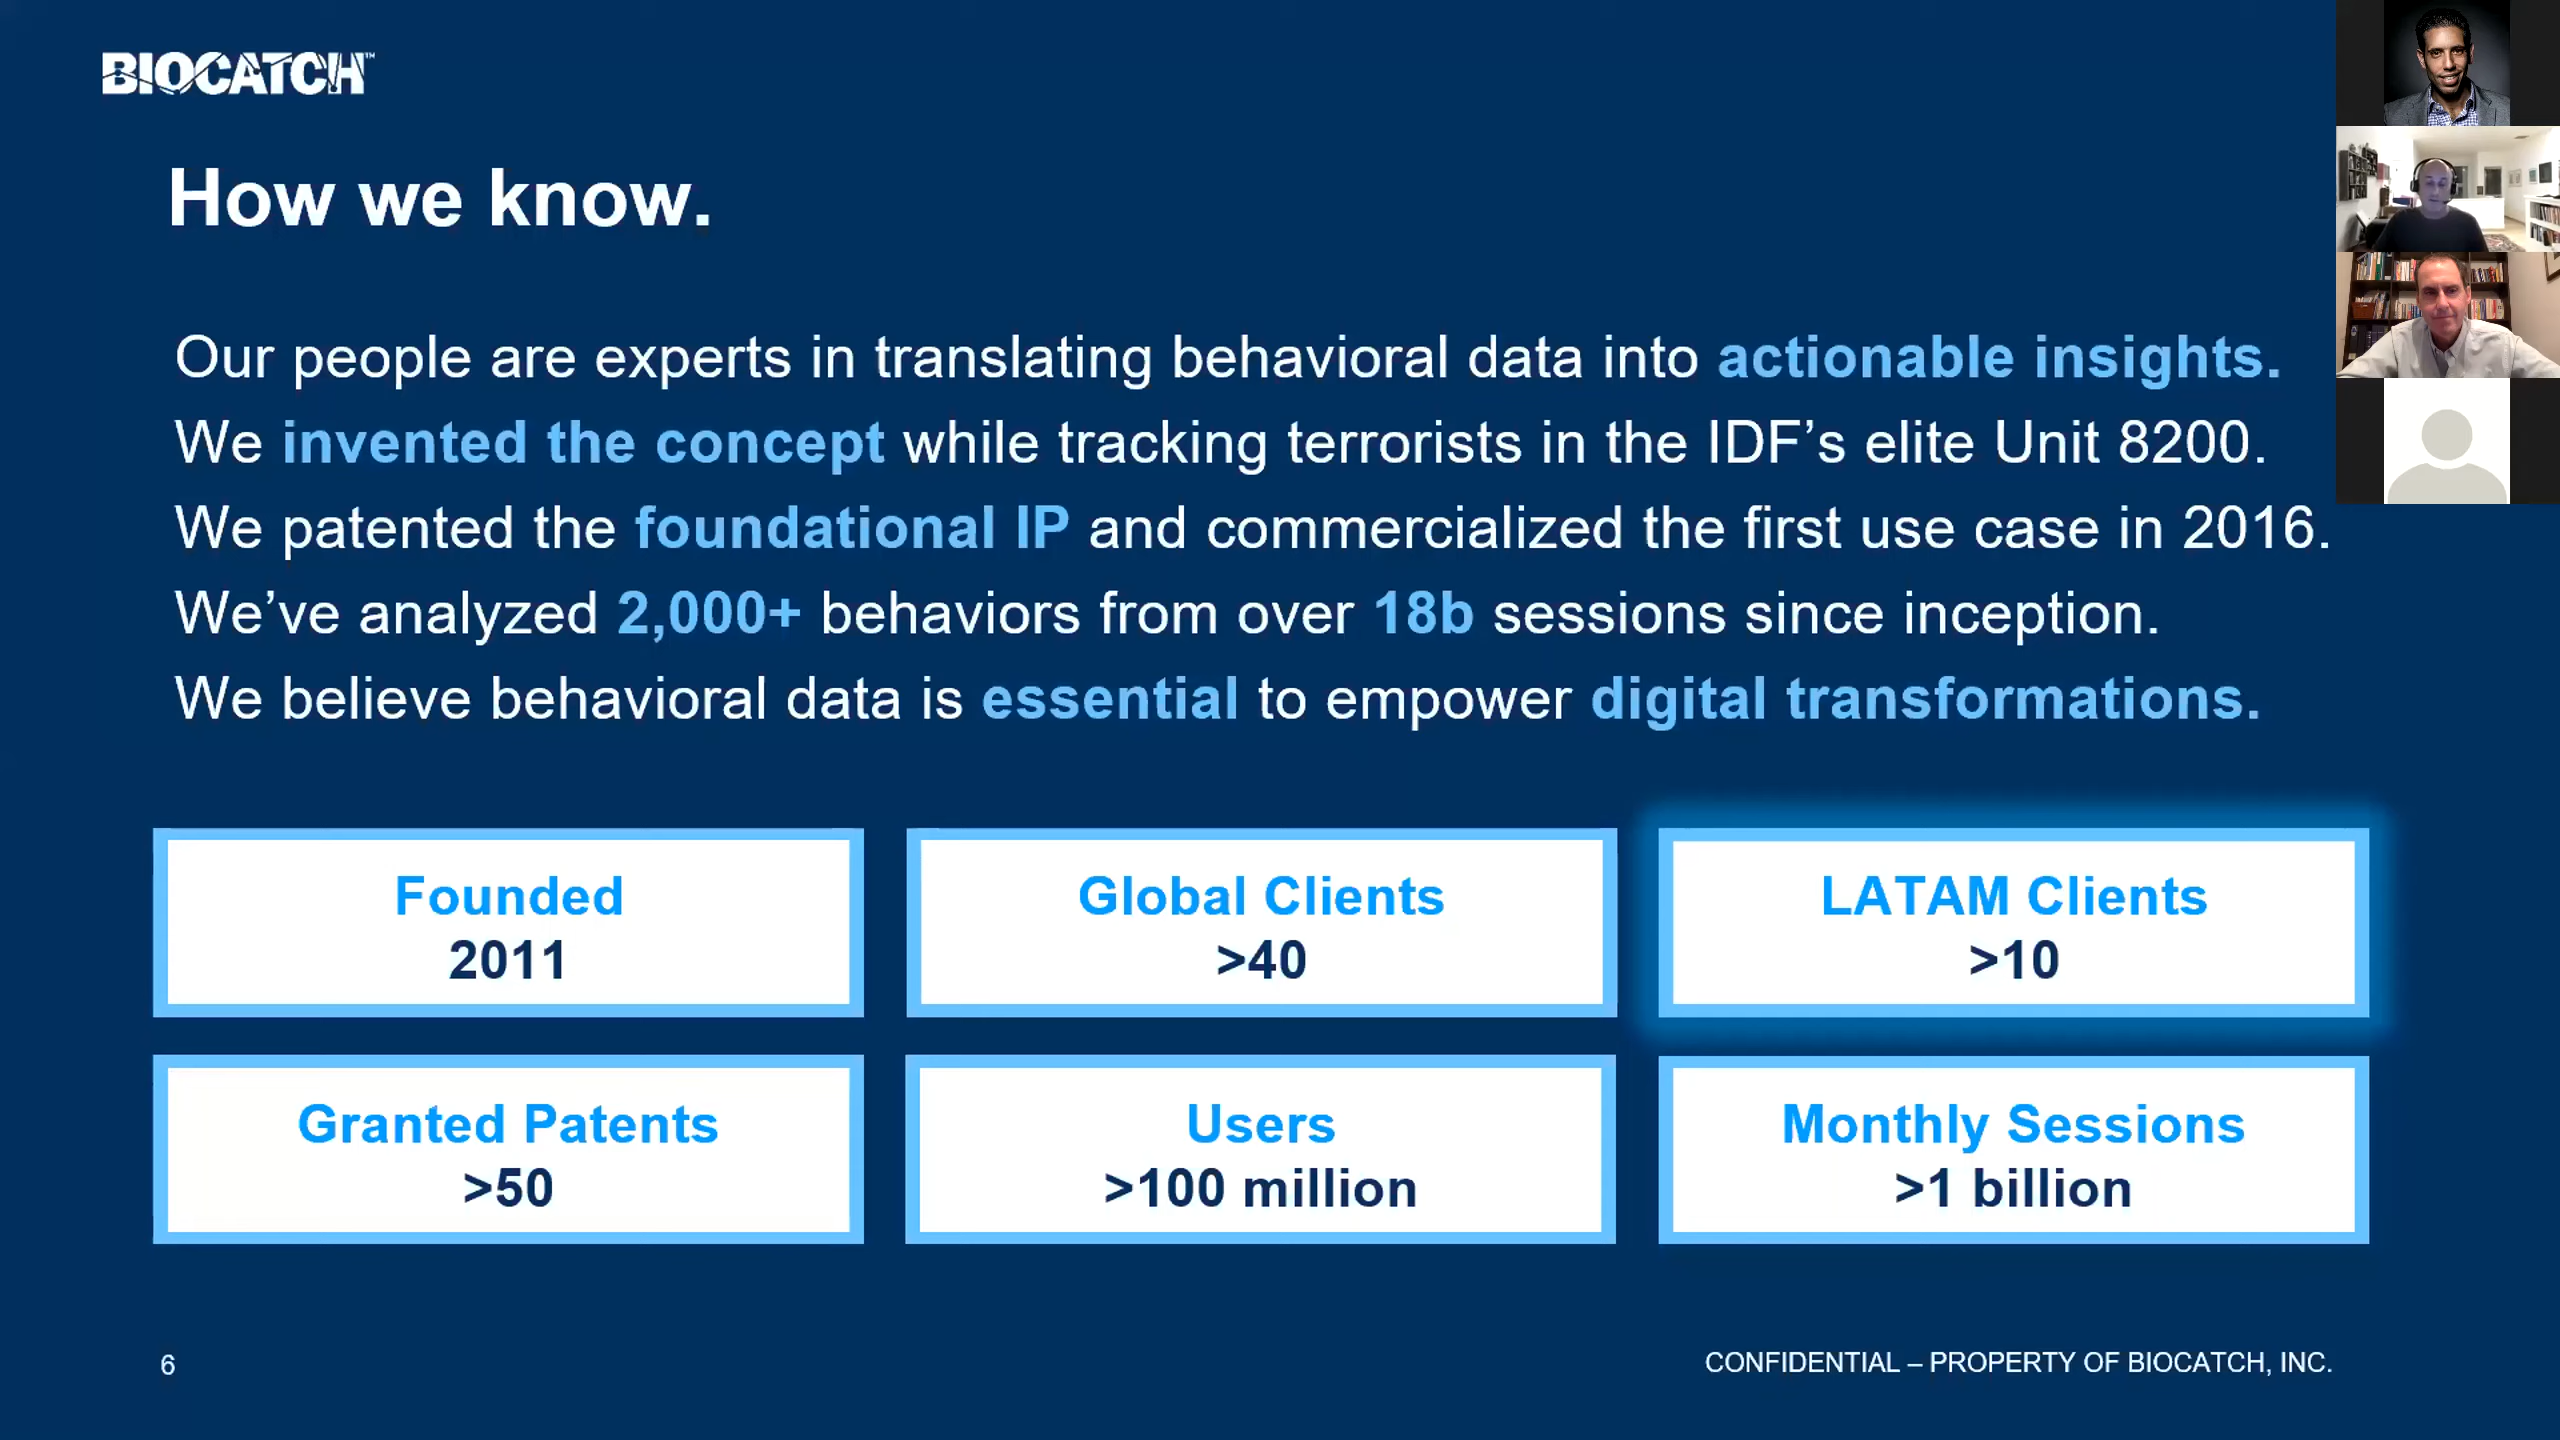 BIOCATCH™
How we know.
Our people are experts in translating behavioral data into actionable insights.
We invented the concept while tracking terrorists in the IDF’s elite Unit 8200.
We patented the foundational IP and commercialized the first use case in 2016.
We’ve analyzed 2,000+ behaviors from over 18b sessions since inception.
We believe behavioral data is essential to empower digital transformations.
Founded
2011
Global Clients
>40
LATAM Clients
>10
Granted Patents
>50
Users
>100 million
Monthly Sessions
>1 billion
6
CONFIDENTIAL – PROPERTY OF BIOCATCH, INC.